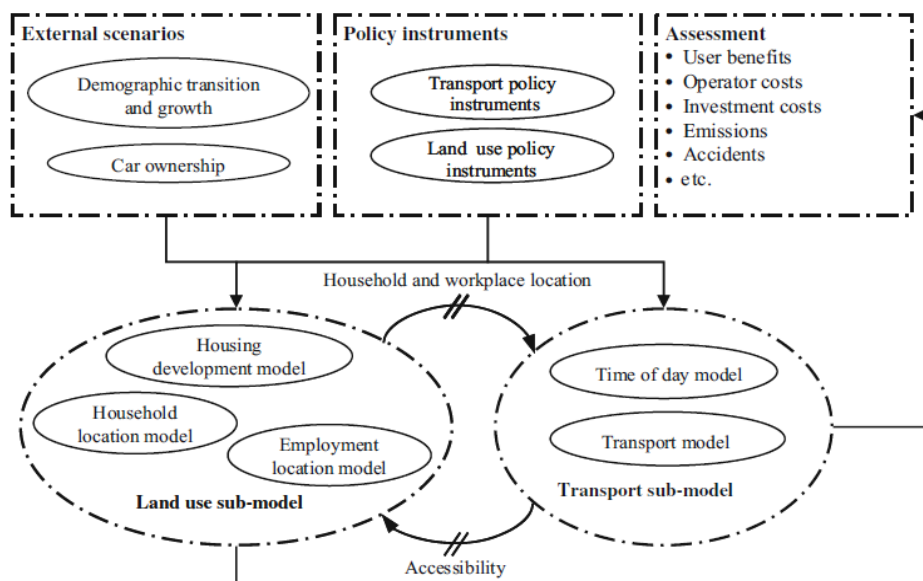 External scenarios
Demographic transition
and growth
Car ownership
Policy instruments
Transport policy
instruments
Land use policy
instruments
Assessment
• User benefits
• Operator costs
• Investment costs
• Emissions
• Accidents
• etc.
Household and workplace location
Housing
development model
Household
location model
Employment
location model
Land use sub-model
Time of day model
Transport model
Transport sub-model
Accessibility